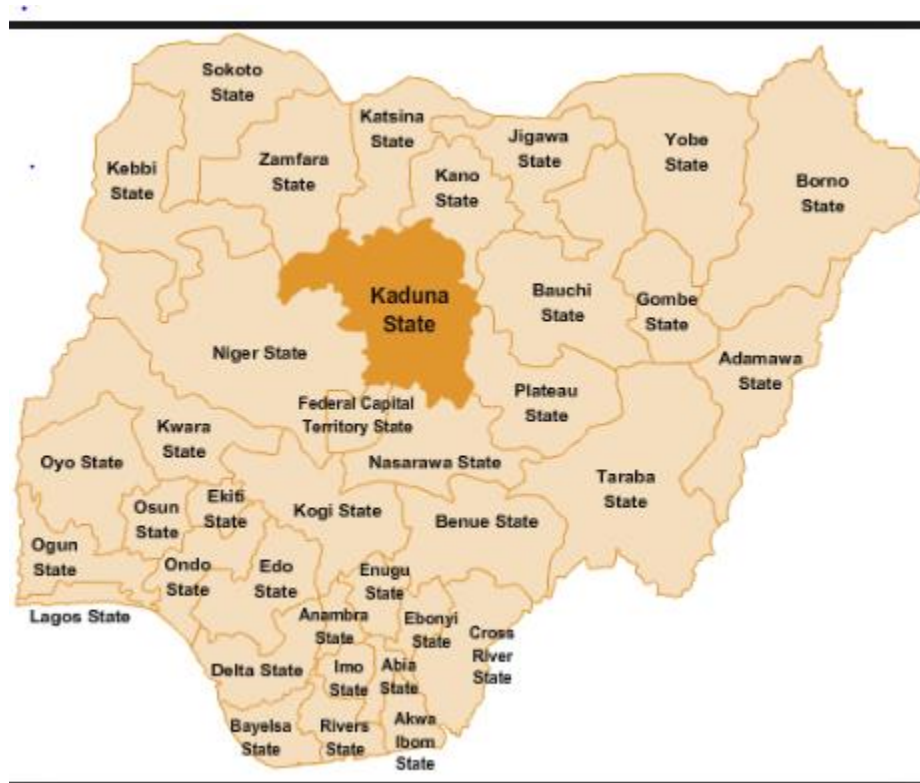 Sokoto
State
Katsina
State
Jigawa
State
Yobe
State
Kebbi
State
Zamfara
State
Kano
State
Borno
State
Kaduna
State
Bauchi
State
Gombe
State
Niger State
Adamawa
State
Federal Capital
Territory State
Plateau
State
Kwara
State
Oyo State
Nasarawa State
Taraba
State
Osun
State
Ekiti
State
Kogi State
Benue State
Ogun
State
Ondo
State
Edo
State
Enugu
State
Lagos State
Anambra
State
Ebonyi
State
Cross
River
State
Delta State
Imo
State
Abia
State
Bayelsa
State
Rivers
State
Akwa
Ibom
State